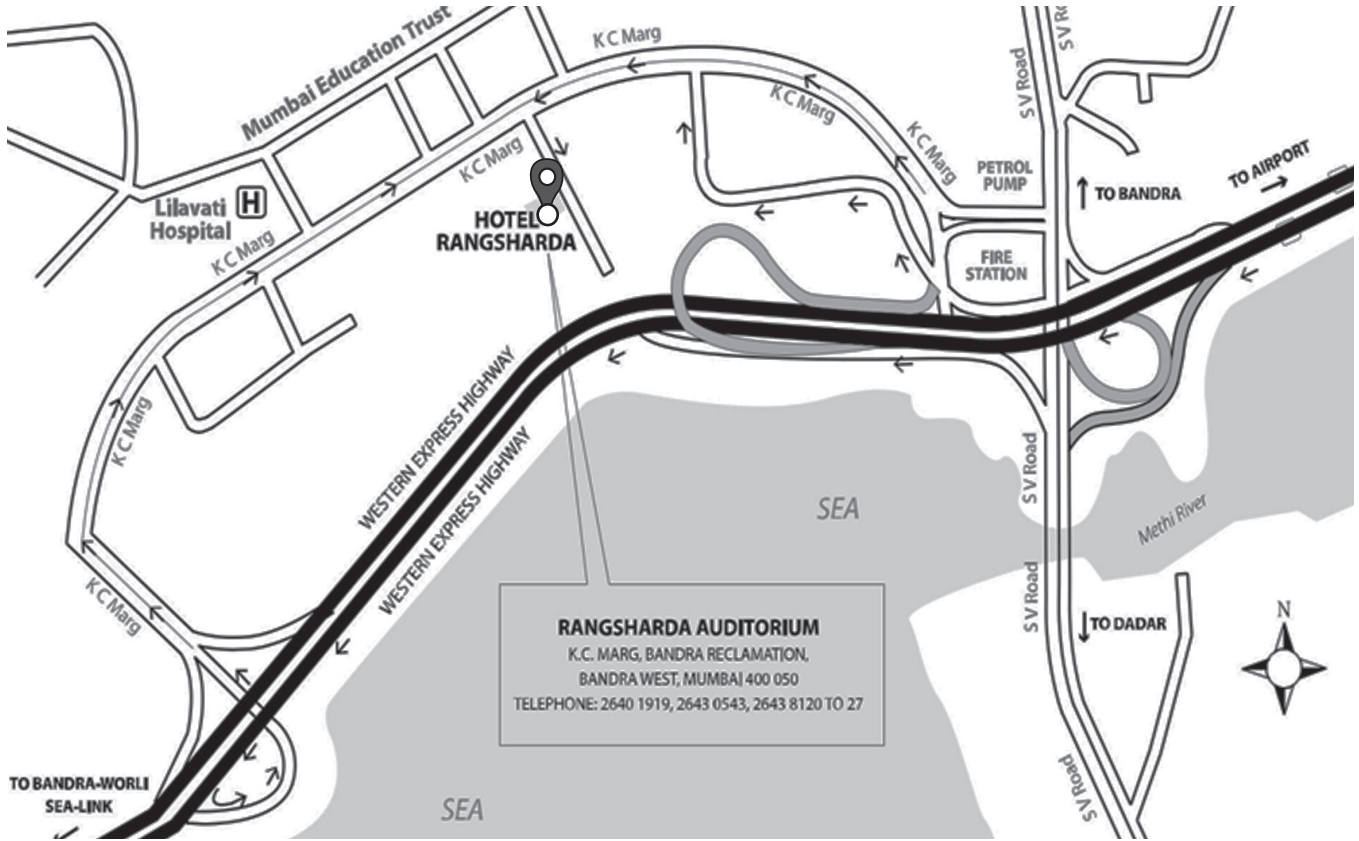 K C Marg
Mumbai Education Trust
K C Marg
K C Marg
K C Marg
S V Road
S V Ro
PETROL
PUMP
TO BANDRA
TO AIRPORT
Lilavati
Hospital
H
K C Marg
HOTEL
RANGSHARDA
FIRE
STATION
K C Marg
WESTERN EXPRESS HIGHWAY
WESTERN EXPRESS HIGHWAY
S V Road
SEA
Methi River
K C Marg
S V Road
TO DADAR
N
RANGSHARDA AUDITORIUM
K.C. MARG, BANDRA RECLAMATION,
BANDRA WEST, MUMBAI 400 050
TELEPHONE: 2640 1919, 2643 0543, 2643 8120 TO 27
TO BANDRA-WORLI
SEA-LINK
SEA
S V Road
K C Marg